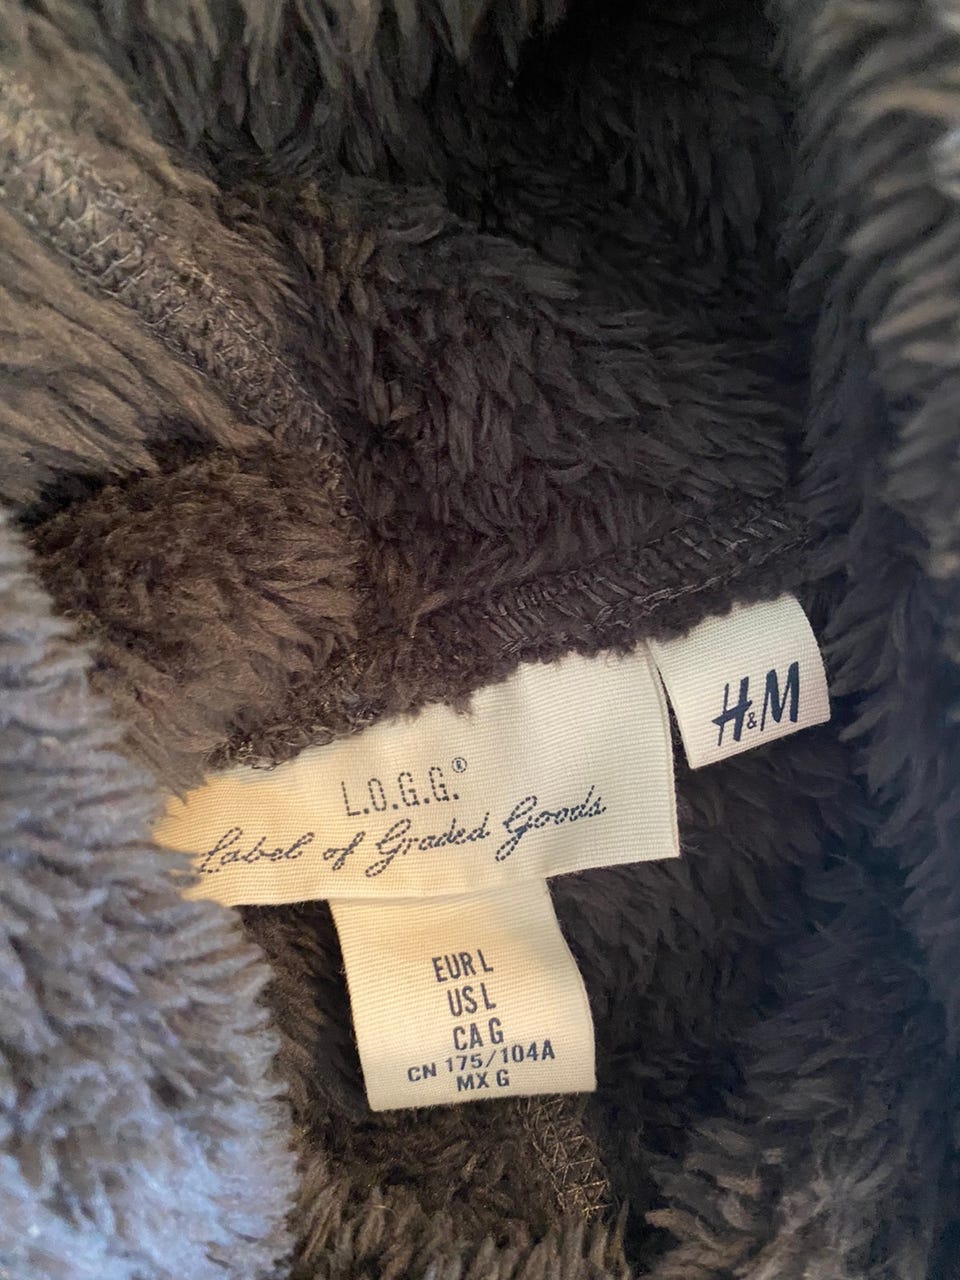 H&M
L.O.G.G.®
Label of Graded Goods
EUR L
US L
CA G
CN 175/104A
MX G